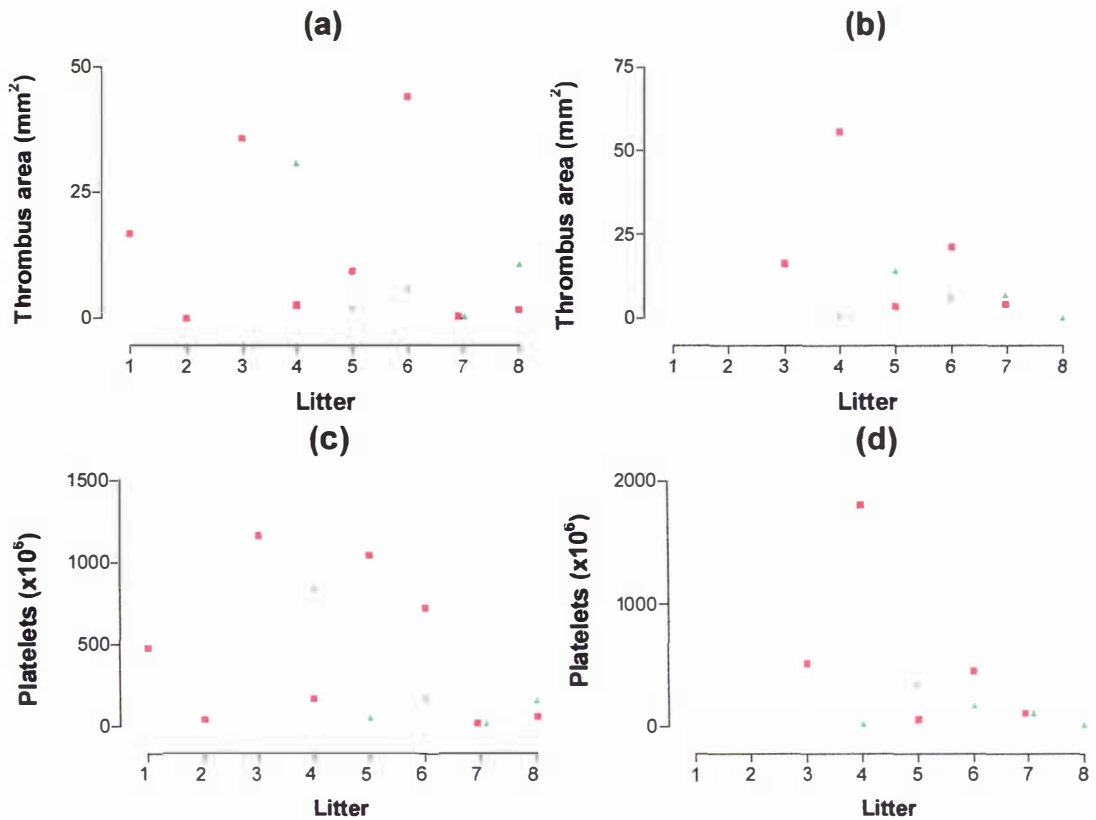 (a)
Thrombus area (mm²)
50
25
0
1 2 3 4 5 6 7 8
Litter
(b)
Thrombus area (mm²)
75
50
25
0
1 2 3 4 5 6 7 8
Litter
(c)
Platelets (x10⁶)
1500
1000
500
0
1 2 3 4 5 6 7 8
Litter
(d)
Platelets (x10⁶)
2000
1000
0
1 2 3 4 5 6 7 8
Litter